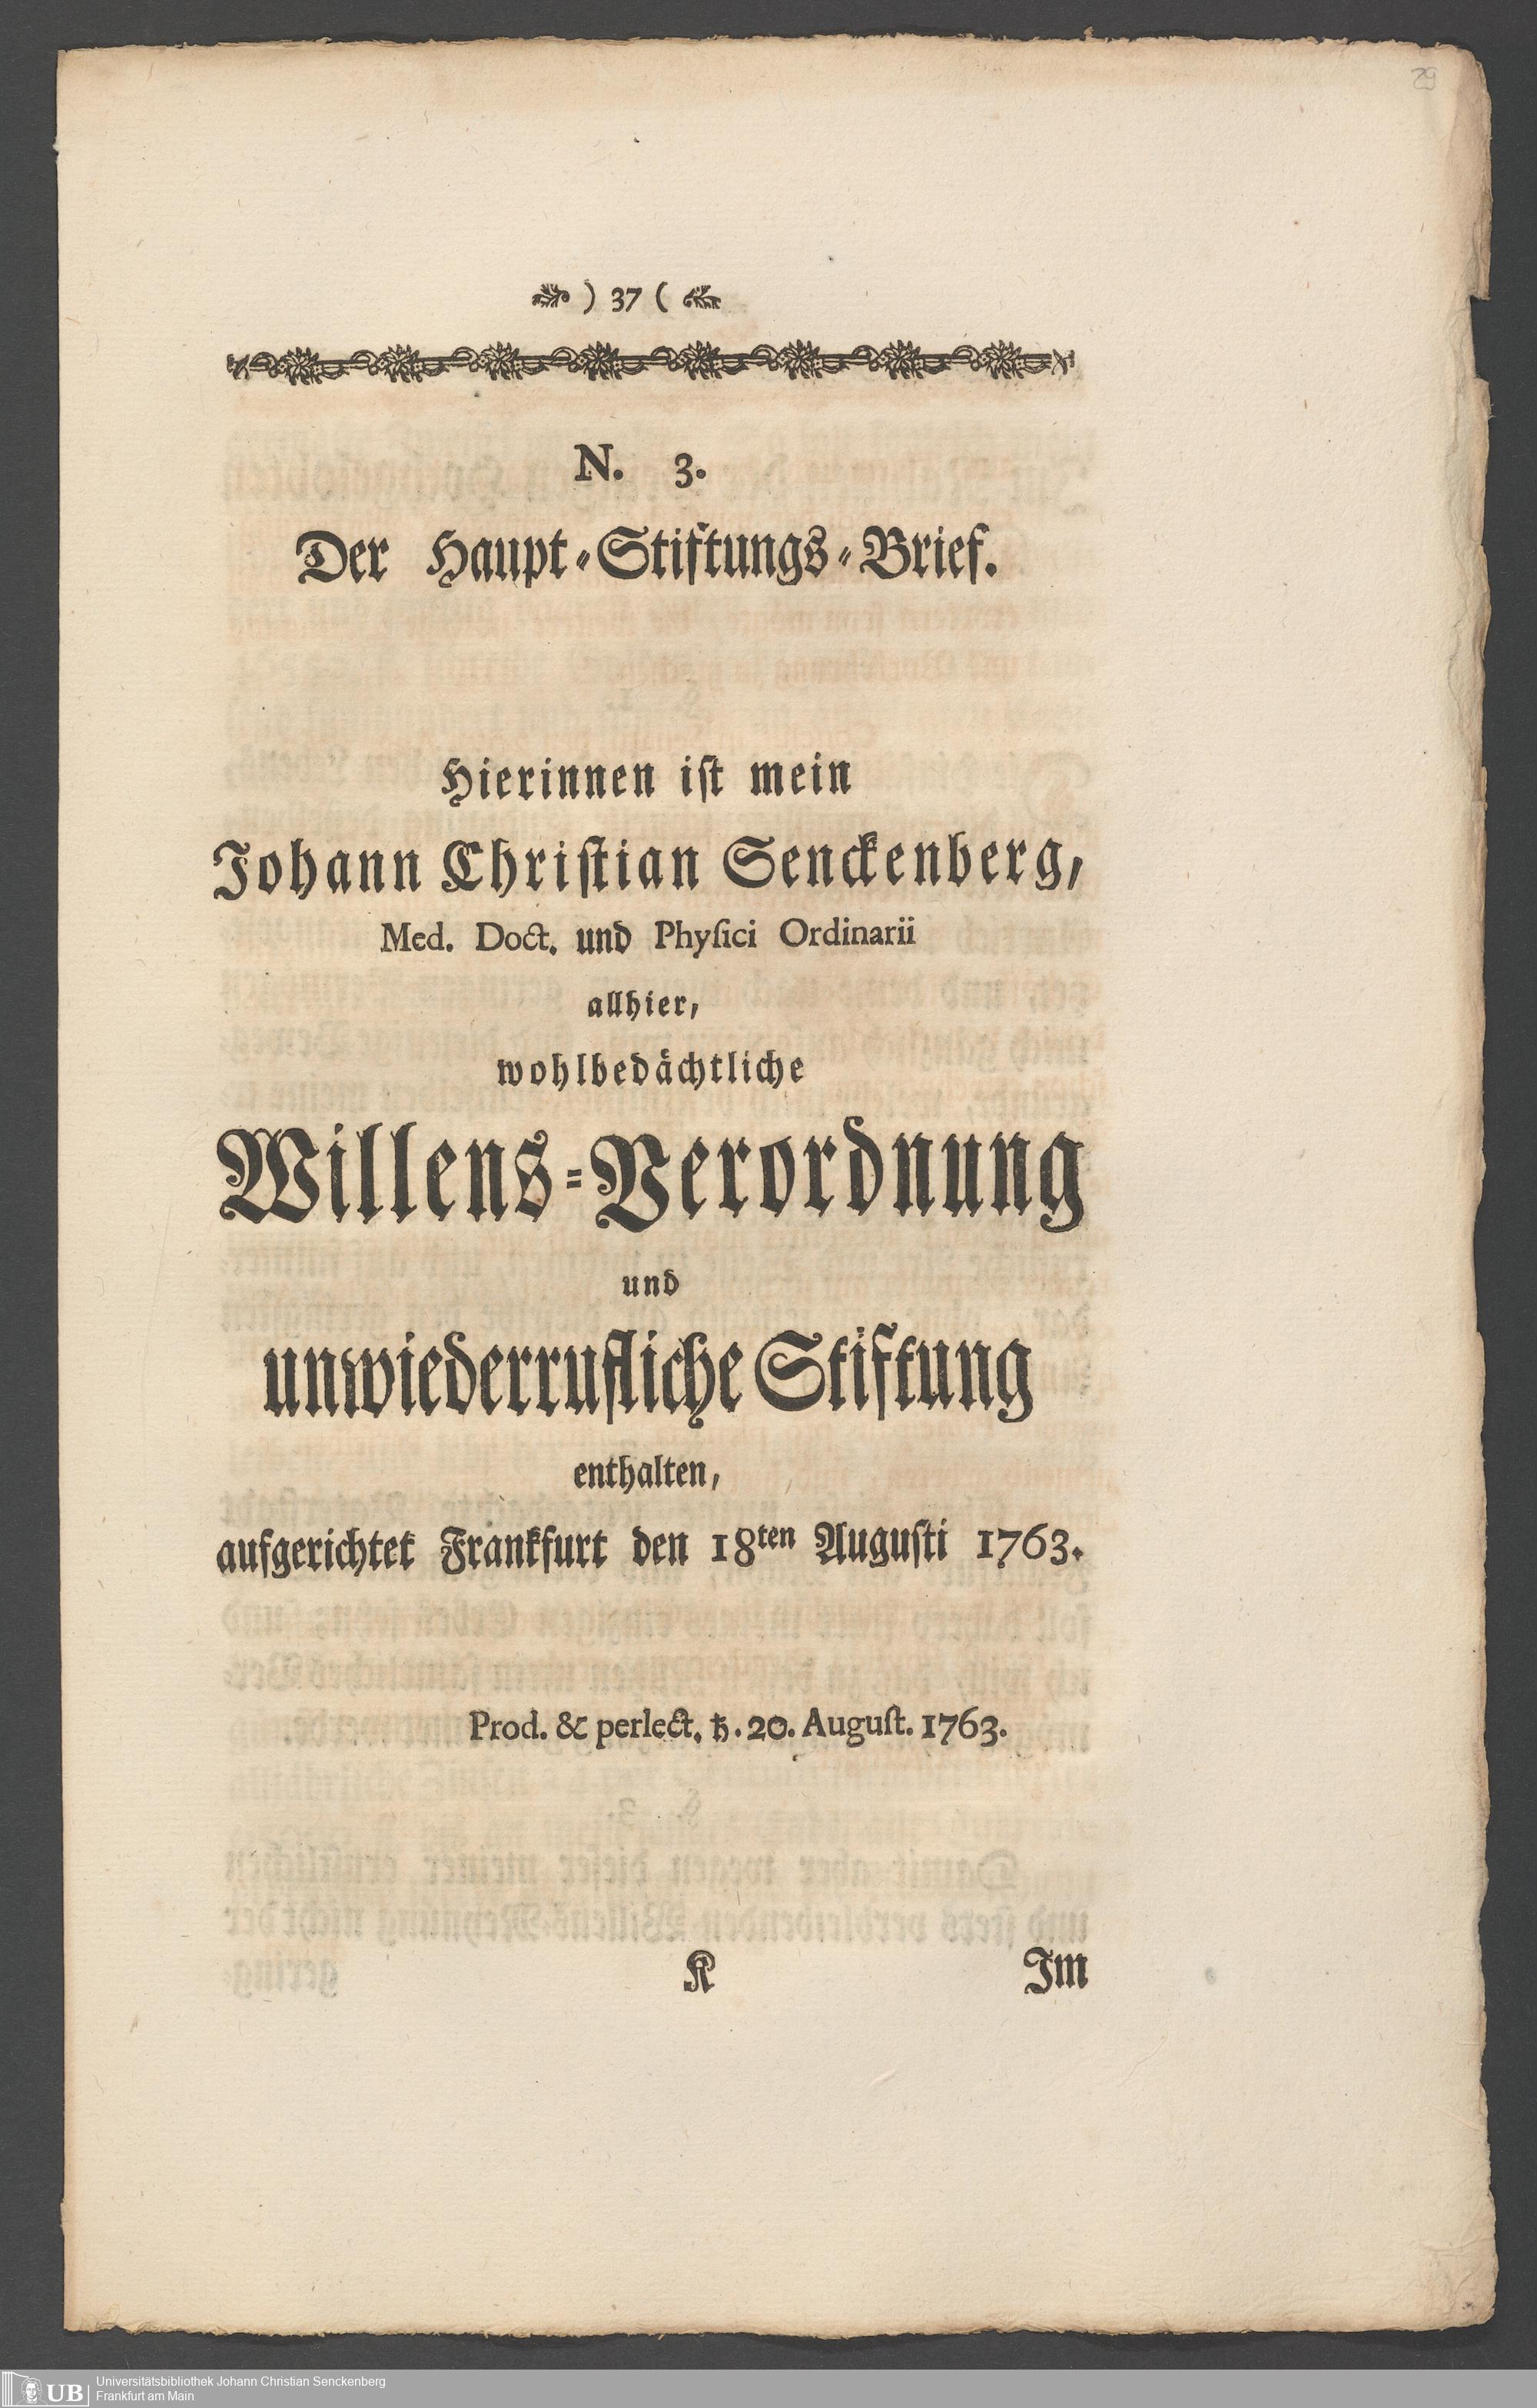 29
) 37 (
N. 3.
Der Haupt-Stiftungs-Brief.
Hierinnen ist mein
Johann Christian Senckenberg,
Med. Doct. und Physici Ordinarii
allhier,
wohlbedächtliche
Willens-Verordnung
und
unwiederrufliche Stiftung
enthalten,
aufgerichtet Frankfurt den 18ten Augusti 1763.
Prod. & perlect. ♄. 20. August. 1763.
K
Im
UB
Universitätsbibliothek Johann Christian Senckenberg
Frankfurt am Main